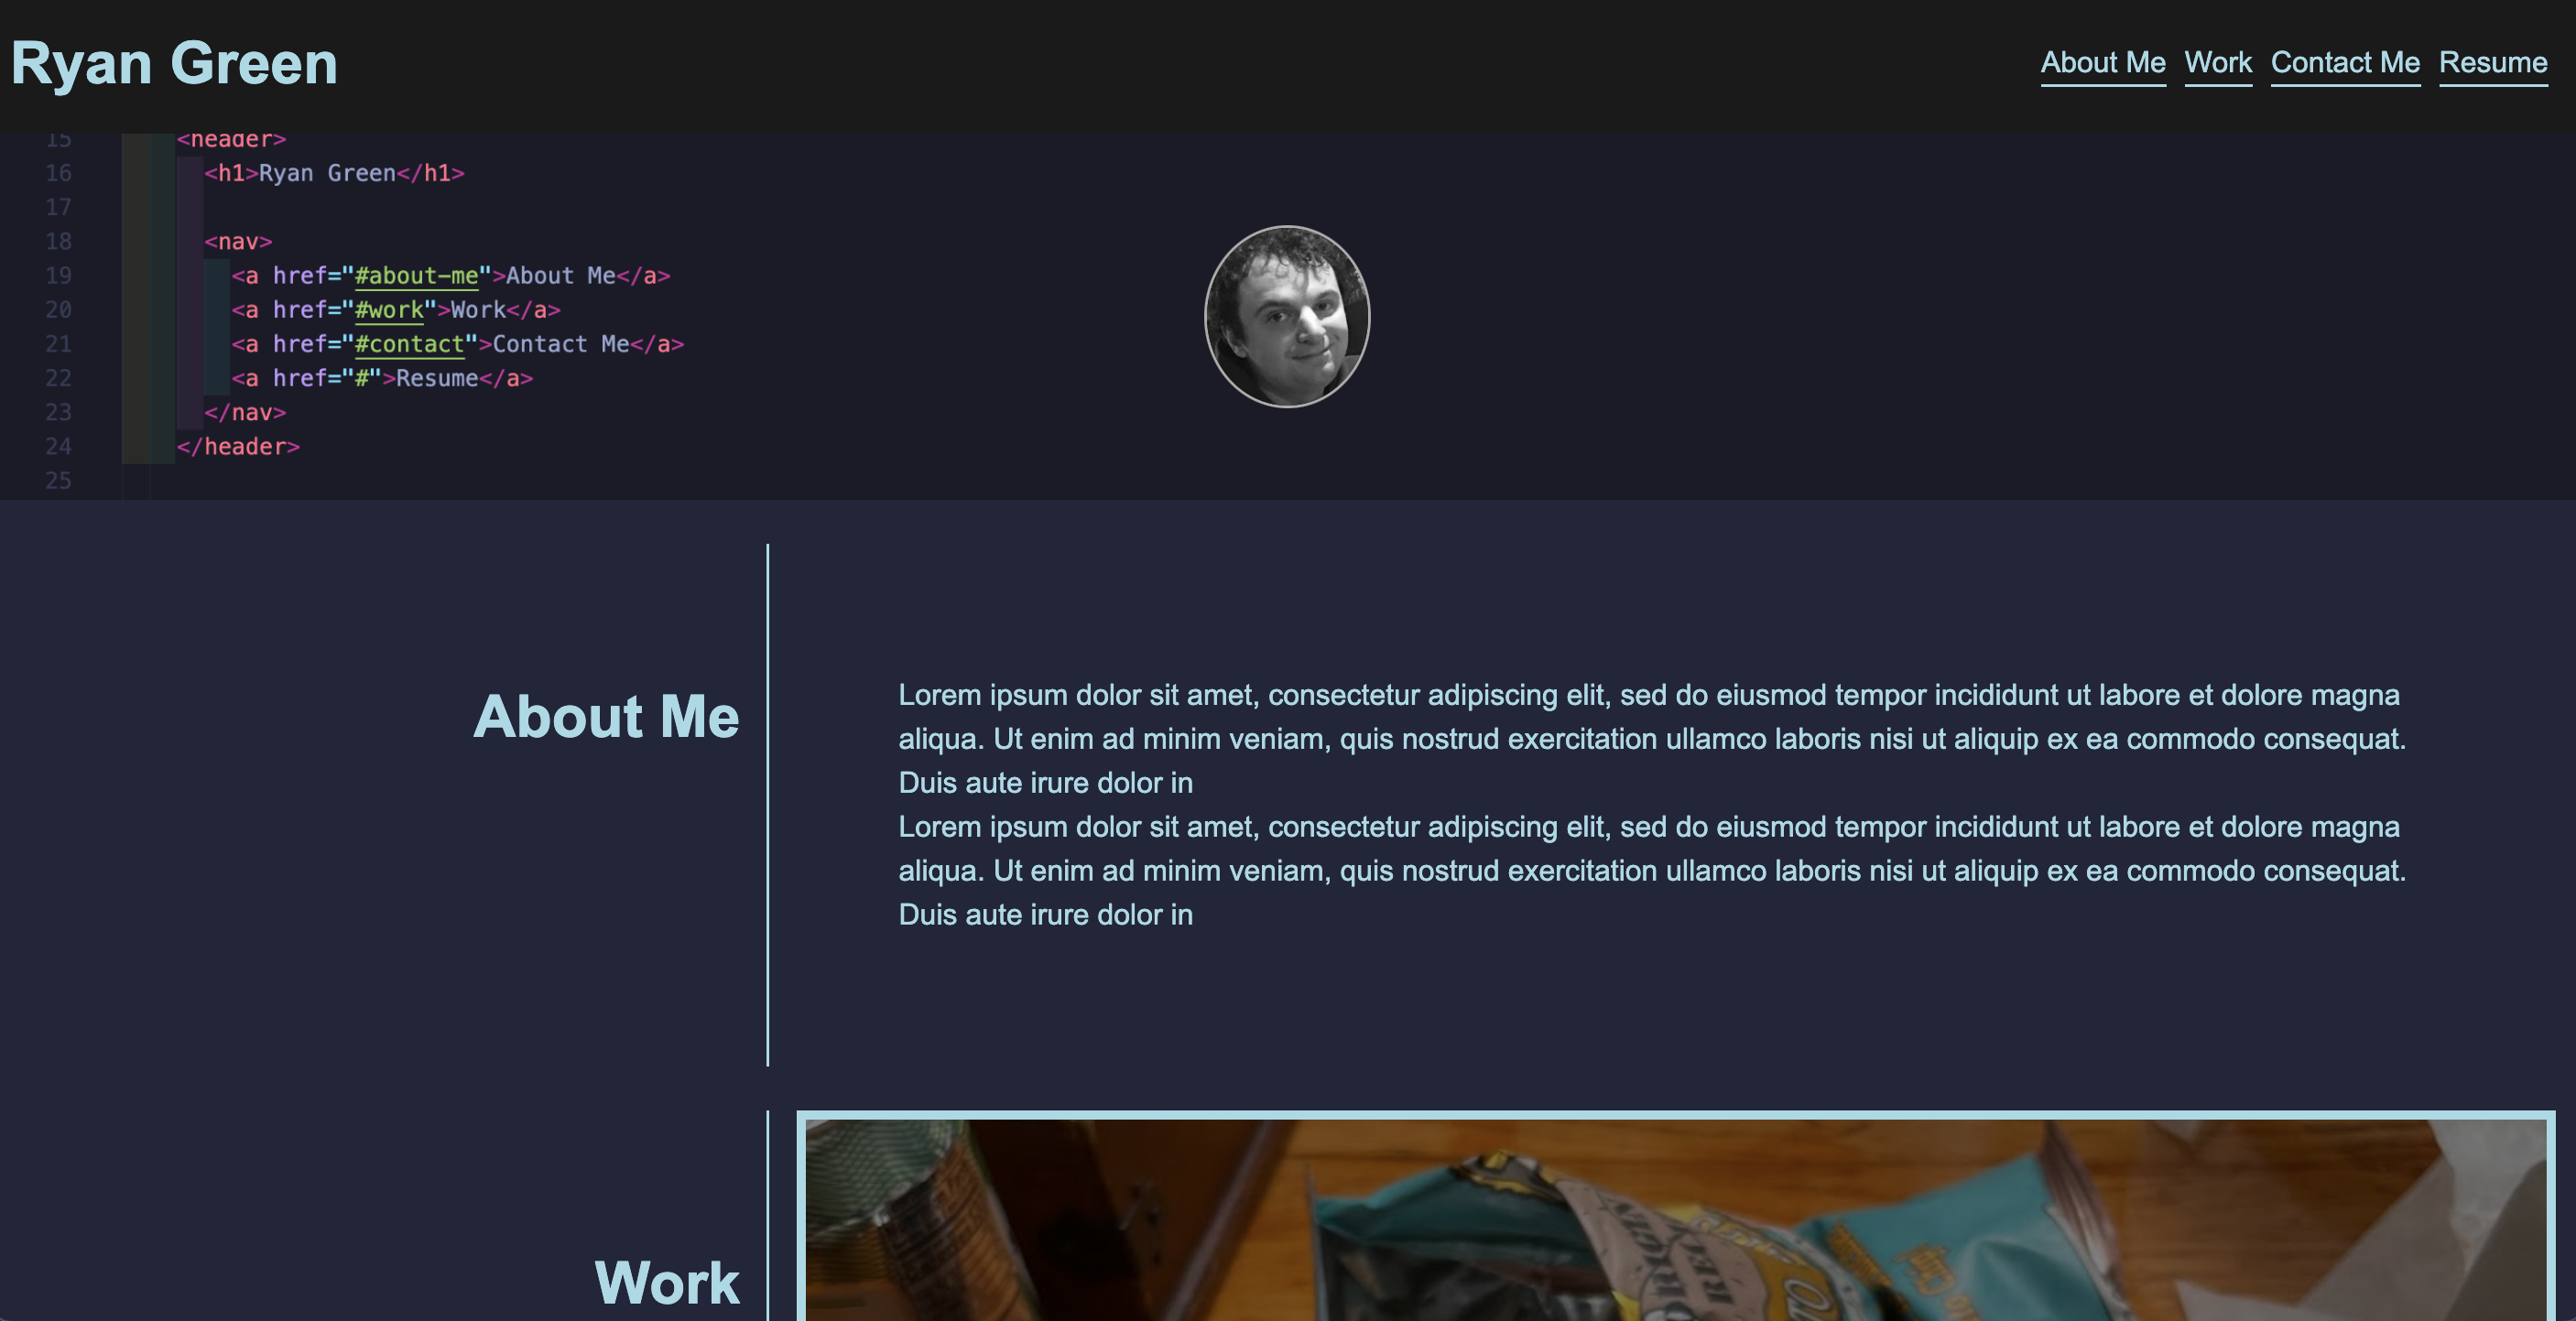 Ryan Green
About Me Work Contact Me Resume
15 <header>
16 <h1>Ryan Green</h1>
17
18 <nav>
19 <a href="#about-me">About Me</a>
20 <a href="#work">Work</a>
21 <a href="#contact">Contact Me</a>
22 <a href="#">Resume</a>
23 </nav>
24 </header>
25
About Me
Lorem ipsum dolor sit amet, consectetur adipiscing elit, sed do eiusmod tempor incididunt ut labore et dolore magna
aliqua. Ut enim ad minim veniam, quis nostrud exercitation ullamco laboris nisi ut aliquip ex ea commodo consequat.
Duis aute irure dolor in
Lorem ipsum dolor sit amet, consectetur adipiscing elit, sed do eiusmod tempor incididunt ut labore et dolore magna
aliqua. Ut enim ad minim veniam, quis nostrud exercitation ullamco laboris nisi ut aliquip ex ea commodo consequat.
Duis aute irure dolor in
Work